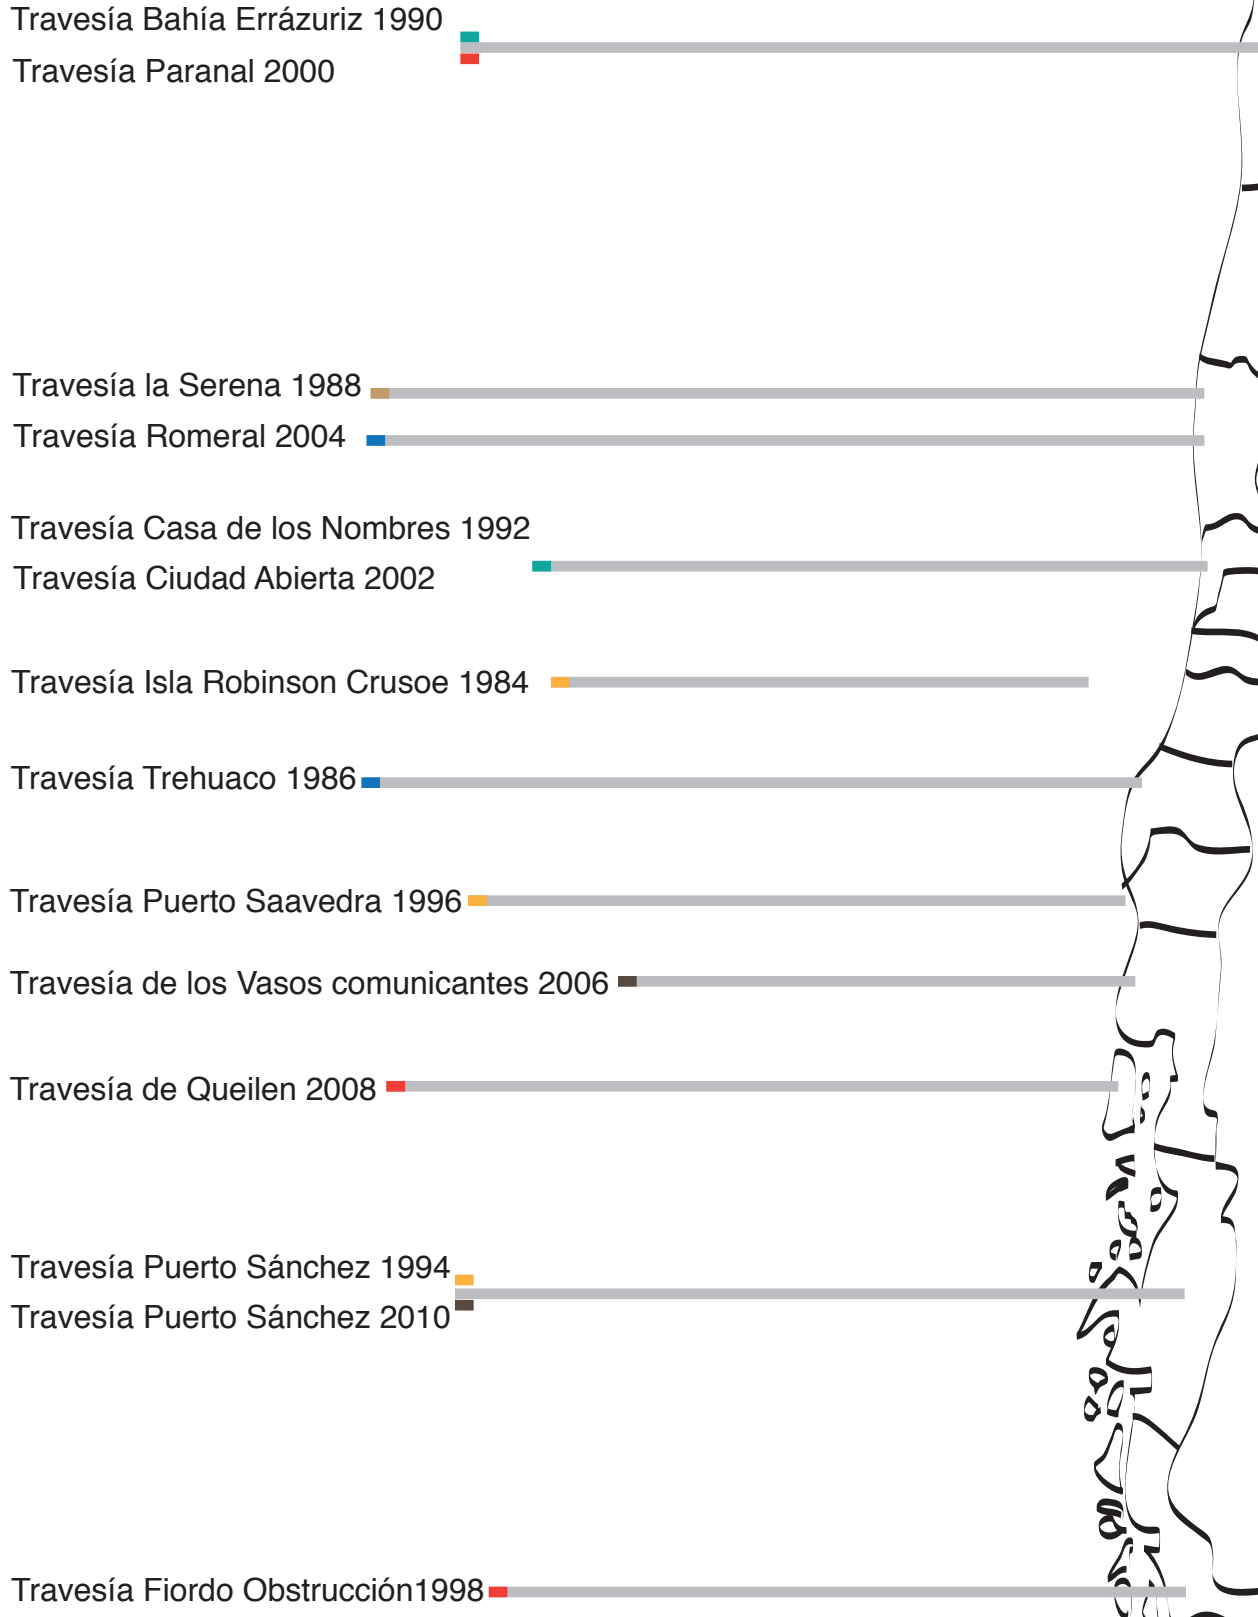 Travesía Bahía Errázuriz 1990
Travesía Paranal 2000
Travesía la Serena 1988
Travesía Romeral 2004
Travesía Casa de los Nombres 1992
Travesía Ciudad Abierta 2002
Travesía Isla Robinson Crusoe 1984
Travesía Trehuaco 1986
Travesía Puerto Saavedra 1996
Travesía de los Vasos comunicantes 2006
Travesía de Queilen 2008
Travesía Puerto Sánchez 1994
Travesía Puerto Sánchez 2010
Travesía Fiordo Obstrucción1998